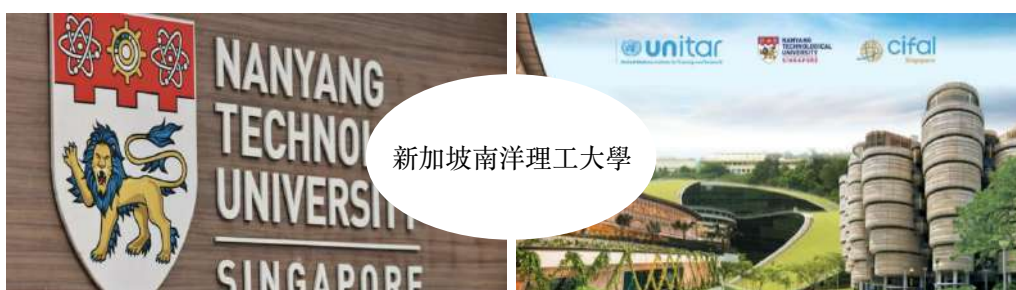 NANYANG
TECHNOL
UNIVERSITY
SINGAPORE
新加坡南洋理工大學
unitar
NANYANG
TECHNOLOGICAL
UNIVERSITY
SINGAPORE
cifal
Singapore